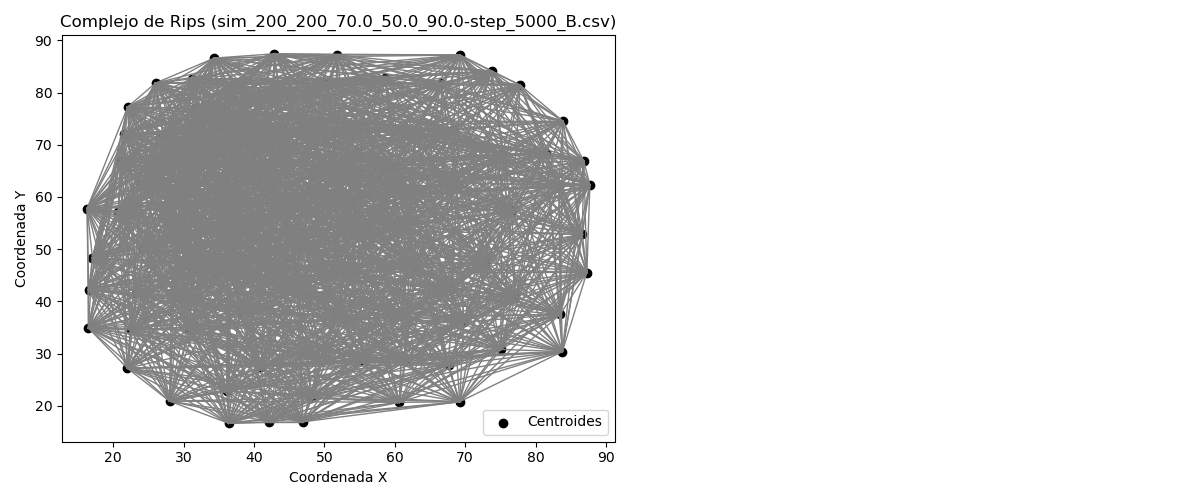 Complejo de Rips (sim_200_200_70.0_50.0_90.0-step_5000_B.csv)
90
80
70
60
50
40
30
20
Coordenada Y
Centroides
20 30 40 50 60 70 80 90
Coordenada X